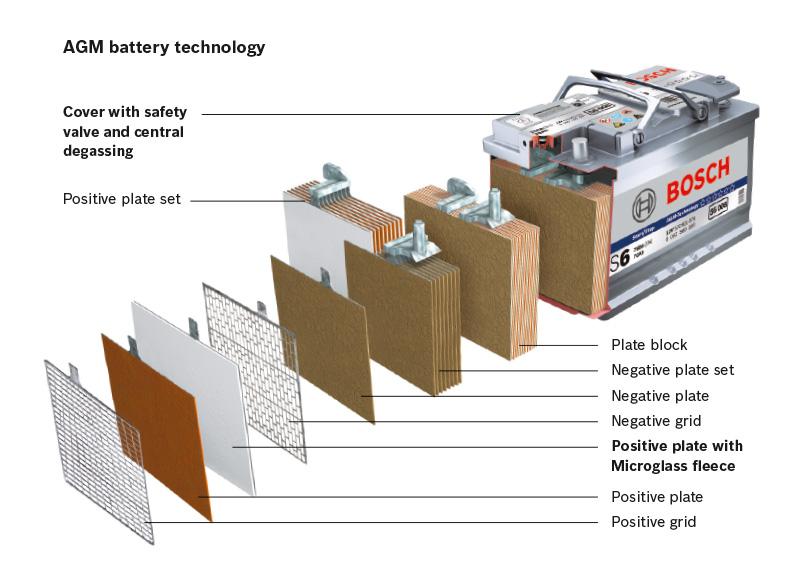 AGM battery technology
Cover with safety
valve and central
degassing
Positive plate set
BOSCH
BOSCH
S6
Plate block
Negative plate set
Negative plate
Negative grid
Positive plate with
Microglass fleece
Positive plate
Positive grid